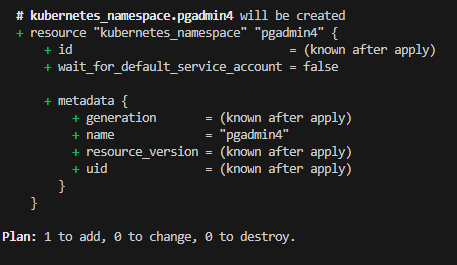 # kubernetes_namespace.pgadmin4 will be created
+ resource "kubernetes_namespace" "pgadmin4" {
+ id = (known after apply)
+ wait_for_default_service_account = false
+ metadata {
+ generation = (known after apply)
+ name = "pgadmin4"
+ resource_version = (known after apply)
+ uid = (known after apply)
}
}
Plan: 1 to add, 0 to change, 0 to destroy.